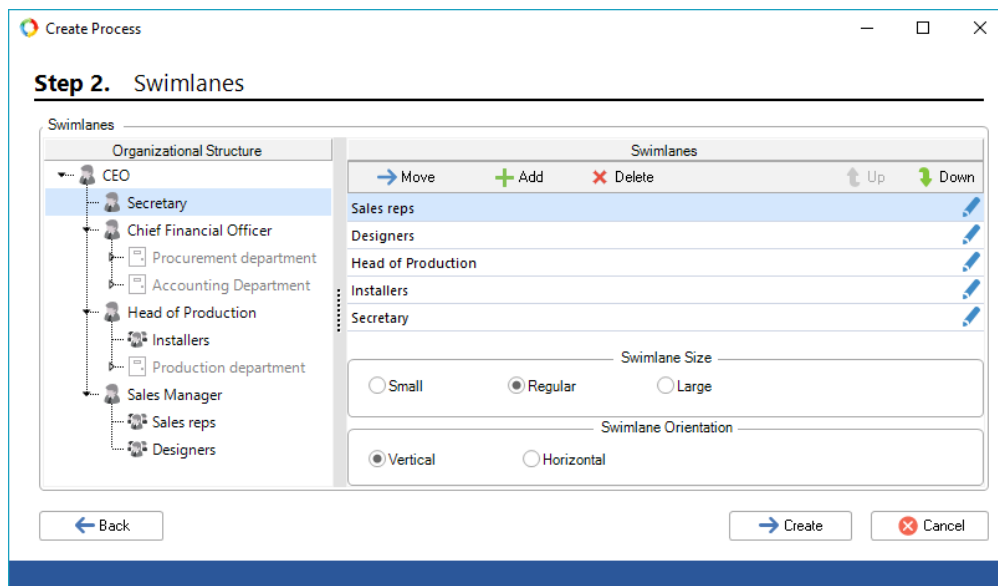 Create Process
Step 2. Swimlanes
Swimlanes
Organizational Structure
CEO
Secretary
Chief Financial Officer
Procurement department
Accounting Department
Head of Production
Installers
Production department
Sales Manager
Sales reps
Designers
Swimlanes
Move Add Delete Up Down
Sales reps
Designers
Head of Production
Installers
Secretary
Swimlane Size
Small Regular Large
Swimlane Orientation
Vertical Horizontal
Back Create Cancel